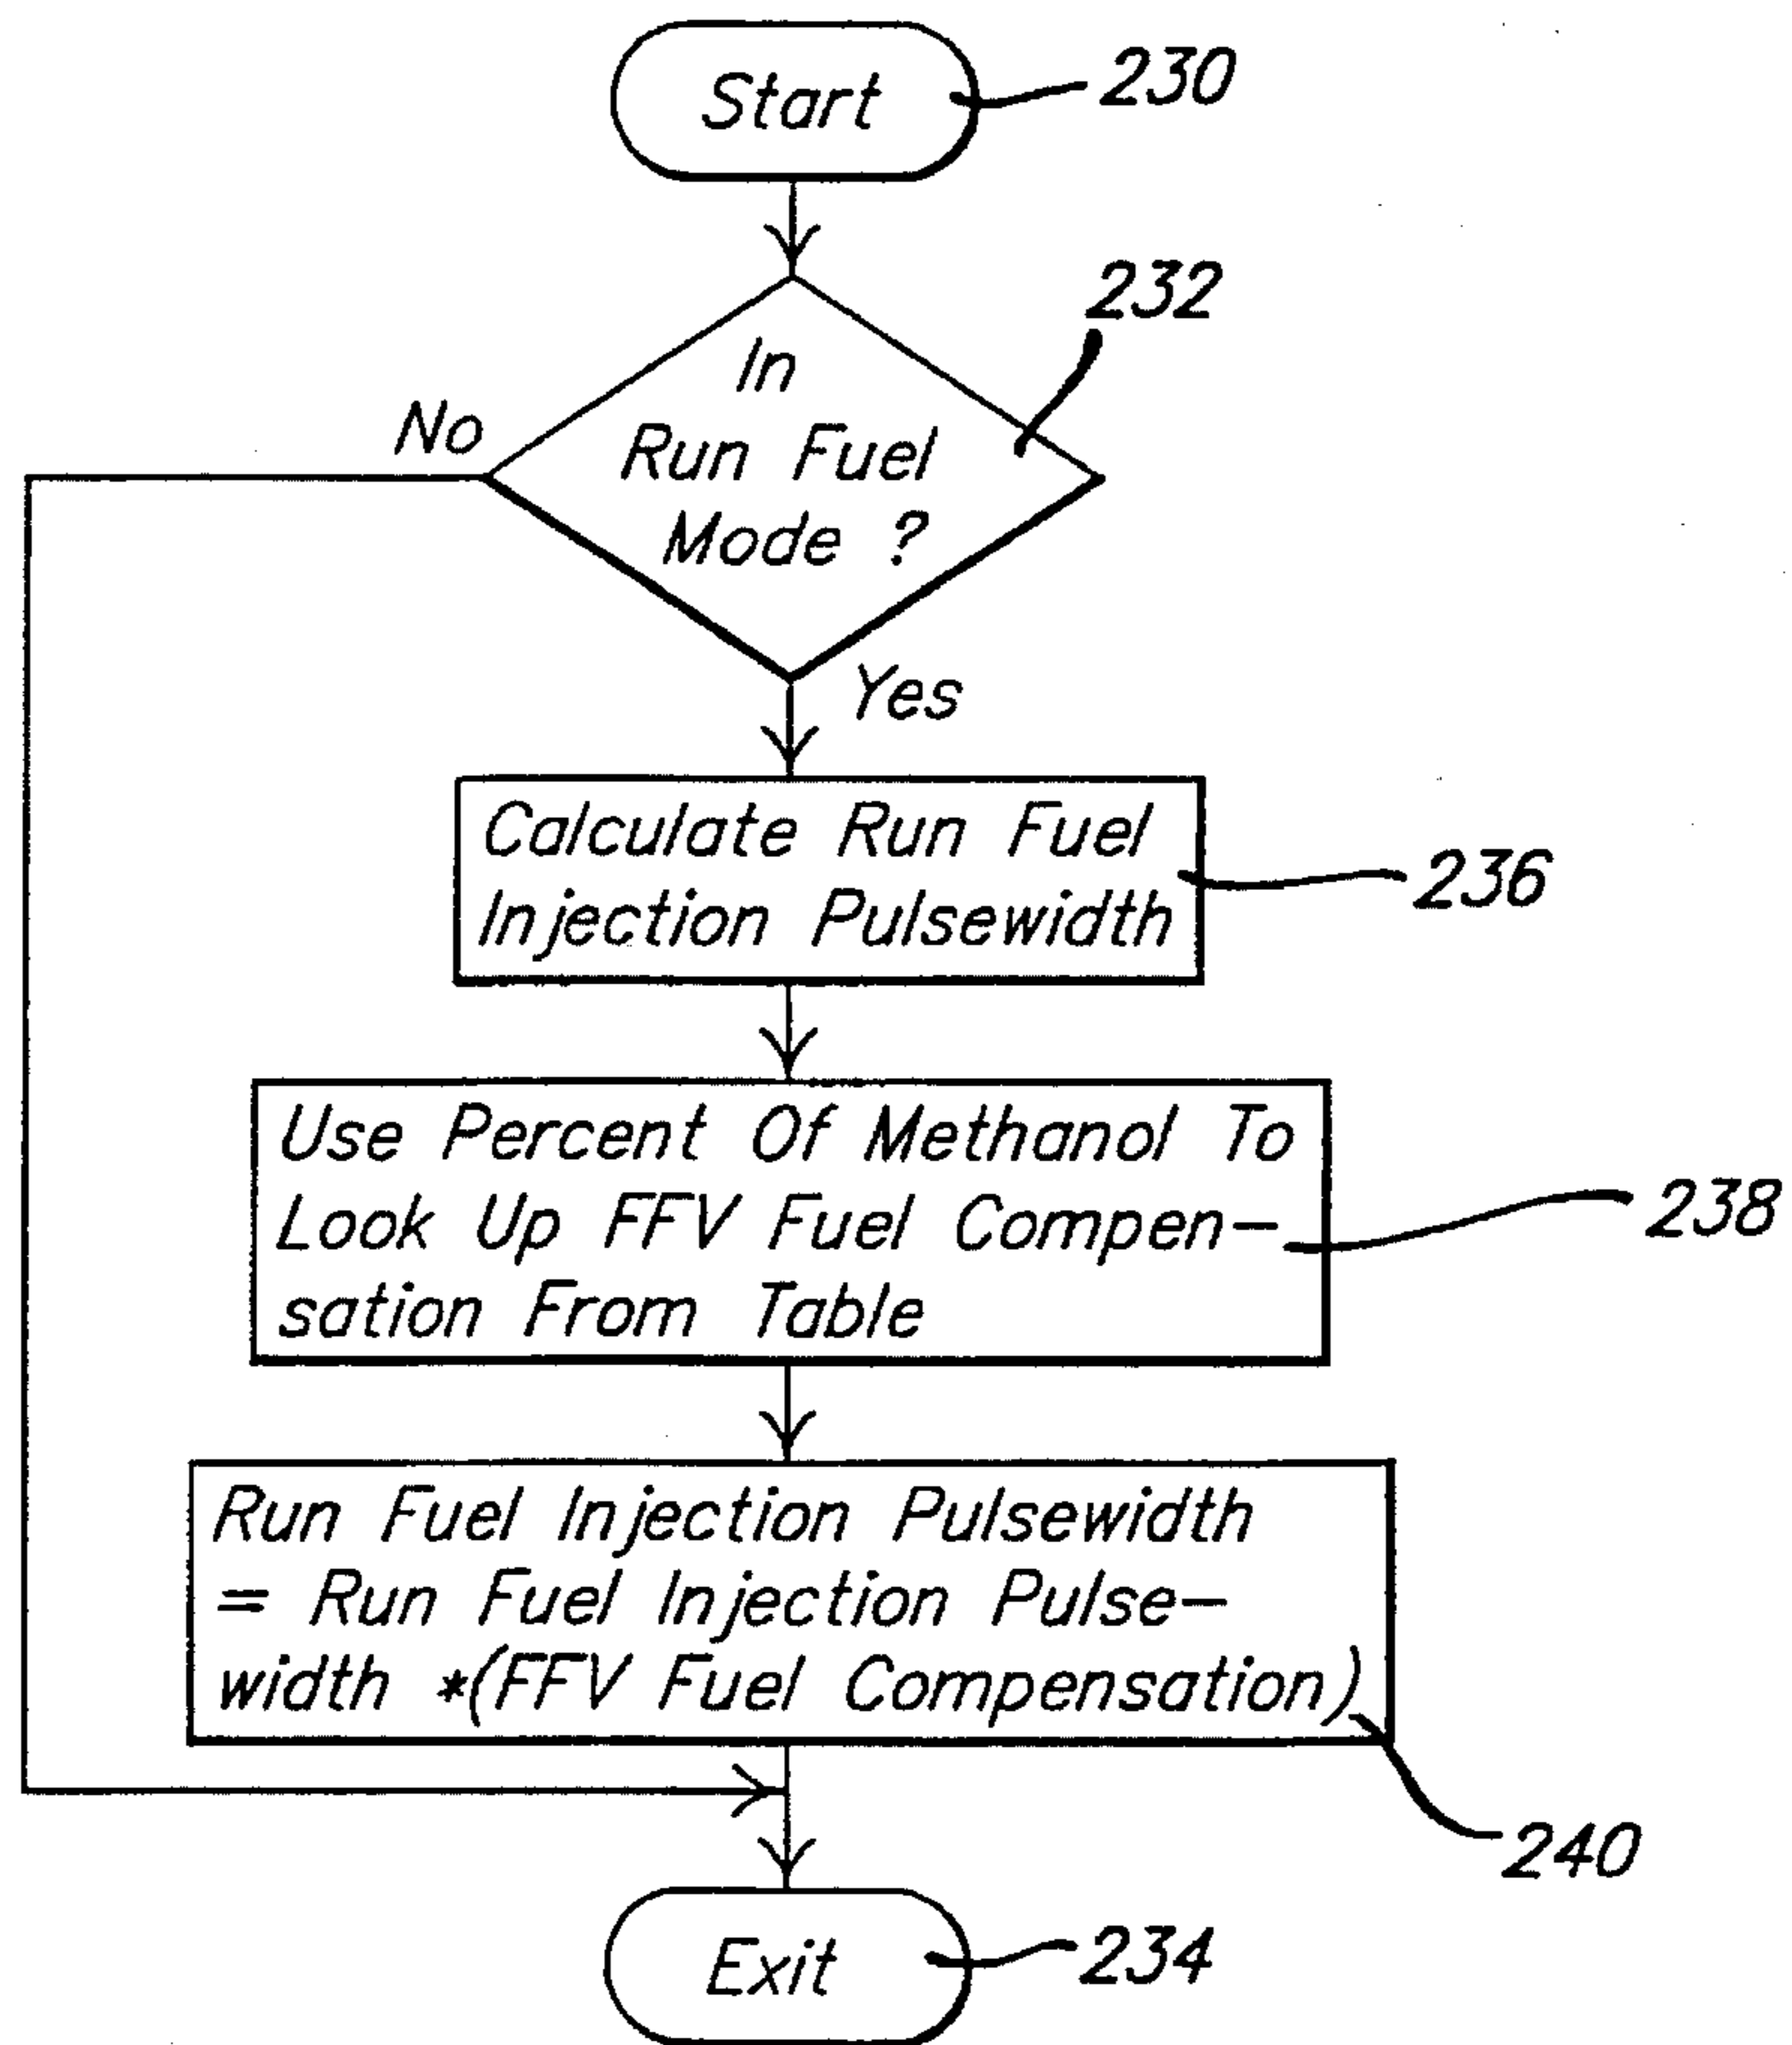 Start
230
232
In
Run Fuel
Mode ?
No
Yes
Calculate Run Fuel
Injection Pulsewidth
236
Use Percent Of Methanol To
Look Up FFV Fuel Compen-
sation From Table
238
Run Fuel Injection Pulsewidth
= Run Fuel Injection Pulse-
width *(FFV Fuel Compensation)
240
Exit
234